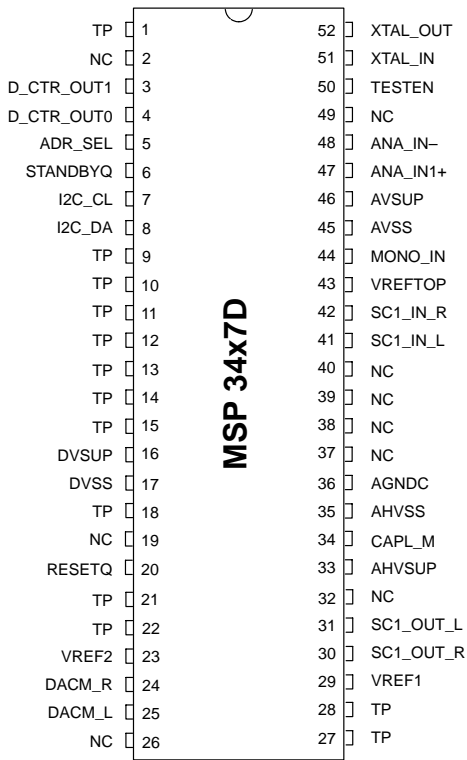 TP 1 52 XTAL_OUT
NC 2 51 XTAL_IN
D_CTR_OUT1 3 50 TESTEN
D_CTR_OUT0 4 49 NC
ADR_SEL 5 48 ANA_IN–
STANDBYQ 6 47 ANA_IN1+
I2C_CL 7 46 AVSUP
I2C_DA 8 45 AVSS
TP 9 44 MONO_IN
TP 10 43 VREFTOP
TP 11 42 SC1_IN_R
TP 12 41 SC1_IN_L
TP 13 40 NC
TP 14 39 NC
TP 15 38 NC
DVSUP 16 37 NC
DVSS 17 36 AGNDC
TP 18 35 AHVSS
NC 19 34 CAPL_M
RESETQ 20 33 AHVSUP
TP 21 32 NC
TP 22 31 SC1_OUT_L
VREF2 23 30 SC1_OUT_R
DACM_R 24 29 VREF1
DACM_L 25 28 TP
NC 26 27 TP
MSP 34x7D